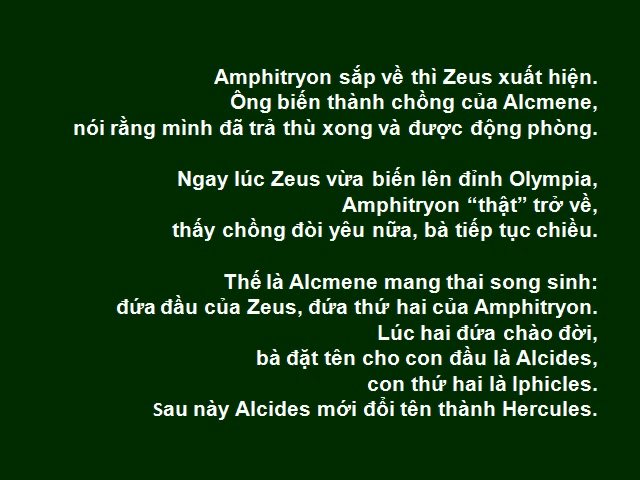 Amphitryon sắp về thì Zeus xuất hiện.
Ông biến thành chồng của Alcmene,
nói rằng mình đã trả thù xong và được động phòng.
Ngay lúc Zeus vừa biến lên đỉnh Olympia,
Amphitryon “thật” trở về,
thấy chồng đòi yêu nữa, bà tiếp tục chiều.
Thế là Alcmene mang thai song sinh:
đứa đầu của Zeus, đứa thứ hai của Amphitryon.
Lúc hai đứa chào đời,
bà đặt tên cho con đầu là Alcides,
con thứ hai là Iphicles.
Sau này Alcides mới đổi tên thành Hercules.